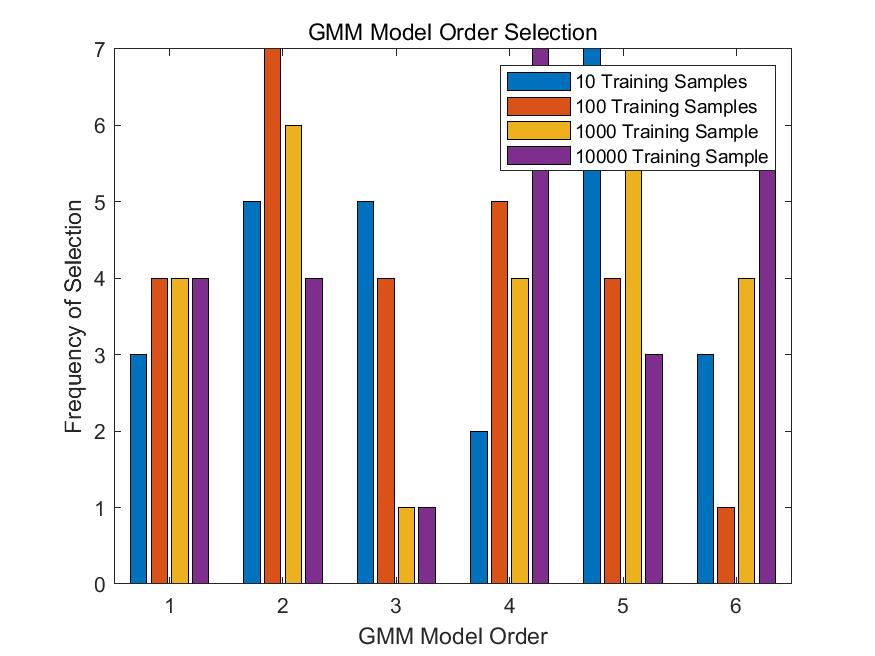 GMM Model Order Selection
7
6
5
4
3
2
1
0
Frequency of Selection
10 Training Samples
100 Training Samples
1000 Training Sample
10000 Training Sample
1 2 3 4 5 6
GMM Model Order